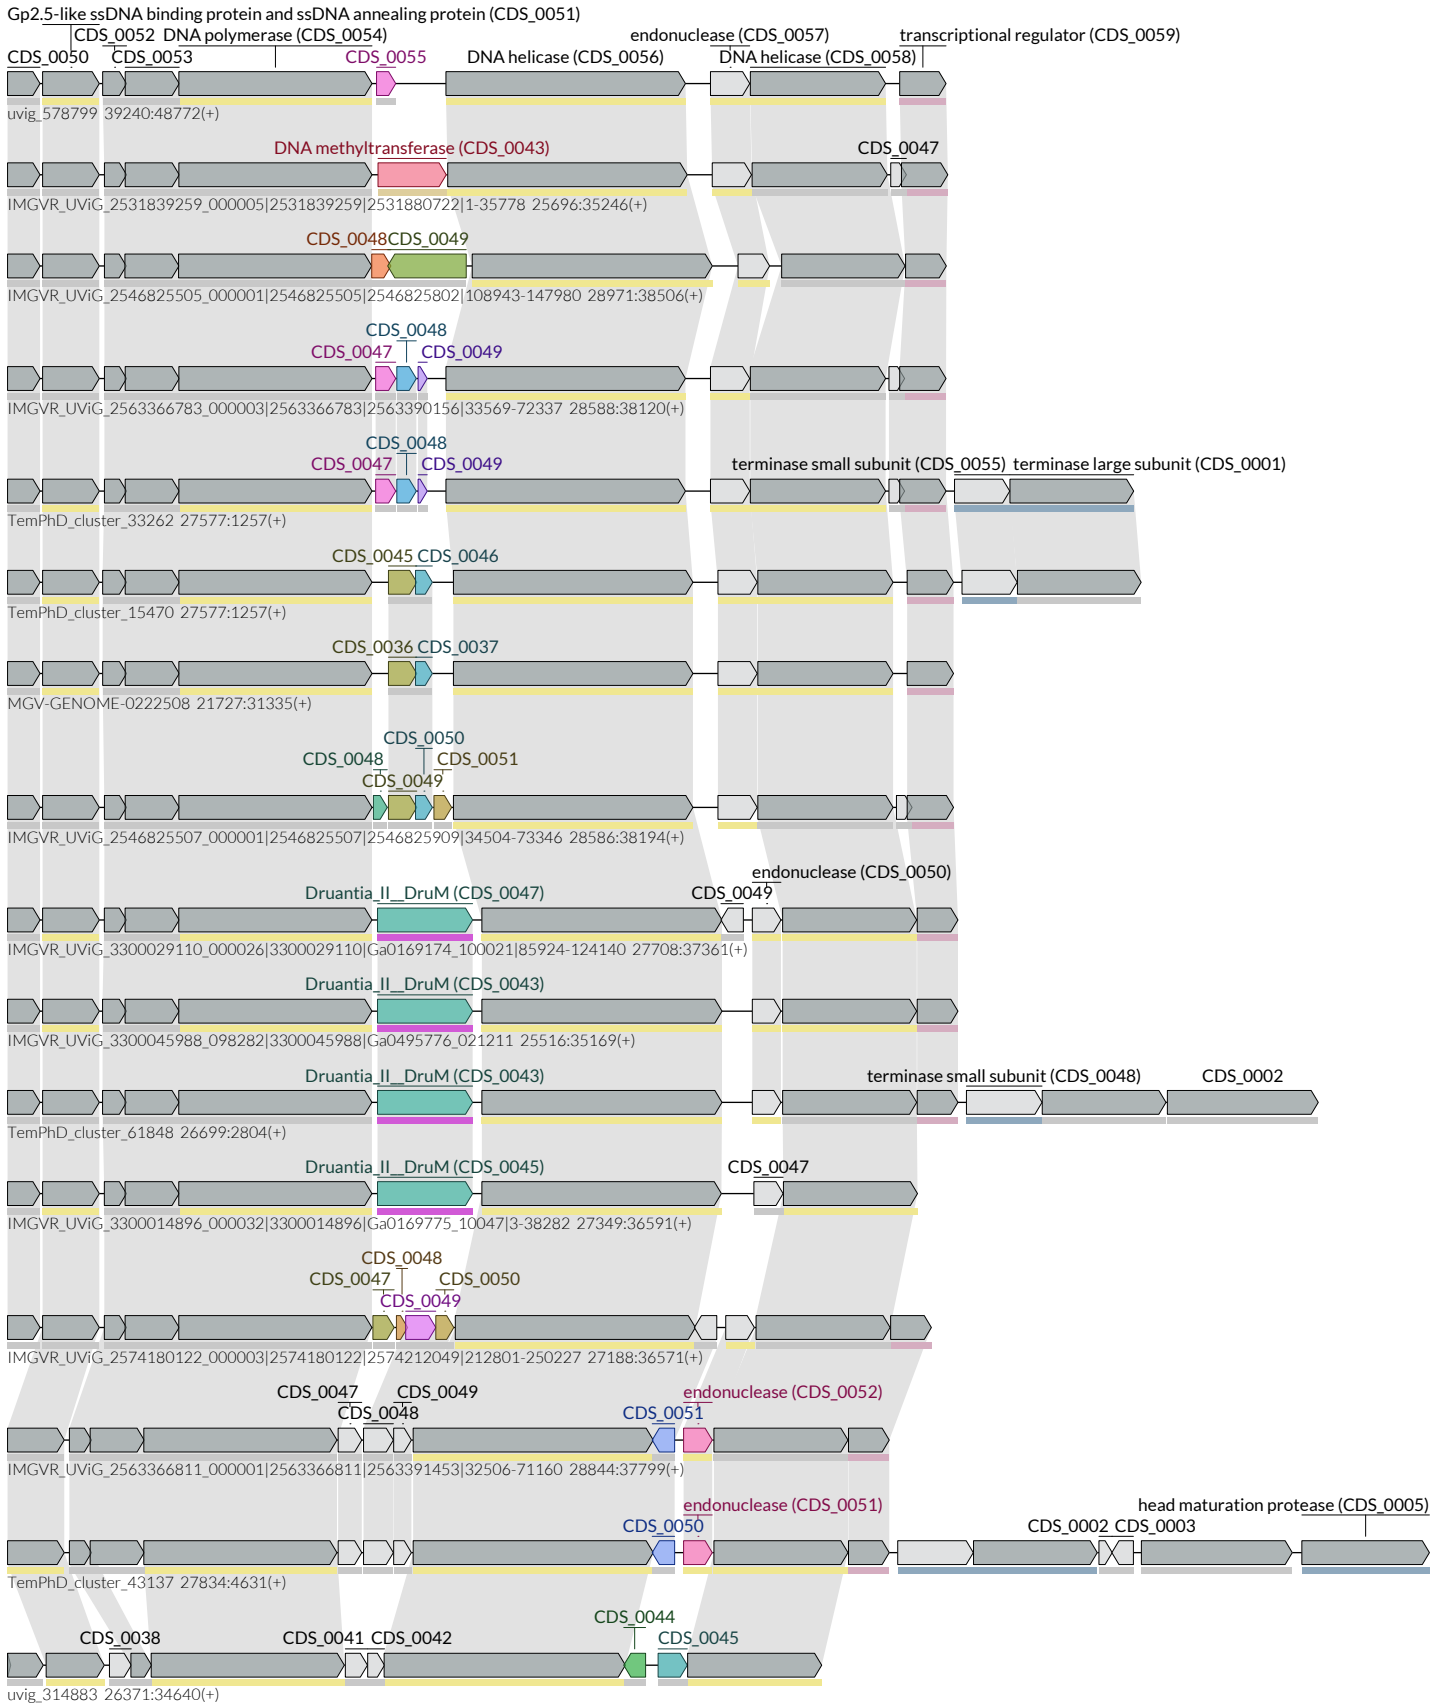 Gp2.5-like ssDNA binding protein and ssDNA annealing protein (CDS_0051)
CDS_0052 DNA polymerase (CDS_0054) endonuclease (CDS_0057) transcriptional regulator (CDS_0059)
CDS_0050 CDS_0053 CDS_0055 DNA helicase (CDS_0056) DNA helicase (CDS_0058)
uvig_578799 39240:48772(+)
DNA methyltransferase (CDS_0043) CDS_0047
IMGVR_UViG_2531839259_000005|2531839259|2531880722|1-35778 25696:35246(+)
CDS_0048 CDS_0049
IMGVR_UViG_2546825505_000001|2546825505|2546825802|108943-147980 28971:38506(+)
CDS_0048
CDS_0047 CDS_0049
IMGVR_UViG_2563366783_000003|2563366783|2563390156|33569-72337 28588:38120(+)
CDS_0048
CDS_0047 CDS_0049 terminase small subunit (CDS_0055) terminase large subunit (CDS_0001)
TemPhD_cluster_33262 27577:1257(+)
CDS_0045 CDS_0046
TemPhD_cluster_15470 27577:1257(+)
CDS_0036 CDS_0037
MGV-GENOME-0222508 21727:31335(+)
CDS_0050
CDS_0048 CDS_0051
CDS_0049
IMGVR_UViG_2546825507_000001|2546825507|2546825909|34504-73346 28586:38194(+)
endonuclease (CDS_0050)
Druantia_II__DruM (CDS_0047) CDS_0049
IMGVR_UViG_3300029110_000026|3300029110|Ga0169174_100021|85924-124140 27708:37361(+)
Druantia_II__DruM (CDS_0043)
IMGVR_UViG_3300045988_098282|3300045988|Ga0495776_021211 25516:35169(+)
Druantia_II__DruM (CDS_0043) terminase small subunit (CDS_0048) CDS_0002
TemPhD_cluster_61848 26699:2804(+)
Druantia_II__DruM (CDS_0045) CDS_0047
IMGVR_UViG_3300014896_000032|3300014896|Ga0169775_10047|3-38282 27349:36591(+)
CDS_0048
CDS_0047 CDS_0050
CDS_0049
IMGVR_UViG_2574180122_000003|2574180122|2574212049|212801-250227 27188:36571(+)
CDS_0047 CDS_0049 endonuclease (CDS_0052)
CDS_0048 CDS_0051
IMGVR_UViG_2563366811_000001|2563366811|2563391453|32506-71160 28844:37799(+)
endonuclease (CDS_0051) head maturation protease (CDS_0005)
CDS_0050 CDS_0002 CDS_0003
TemPhD_cluster_43137 27834:4631(+)
CDS_0044
CDS_0038 CDS_0041 CDS_0042 CDS_0045
uvig_314883 26371:34640(+)